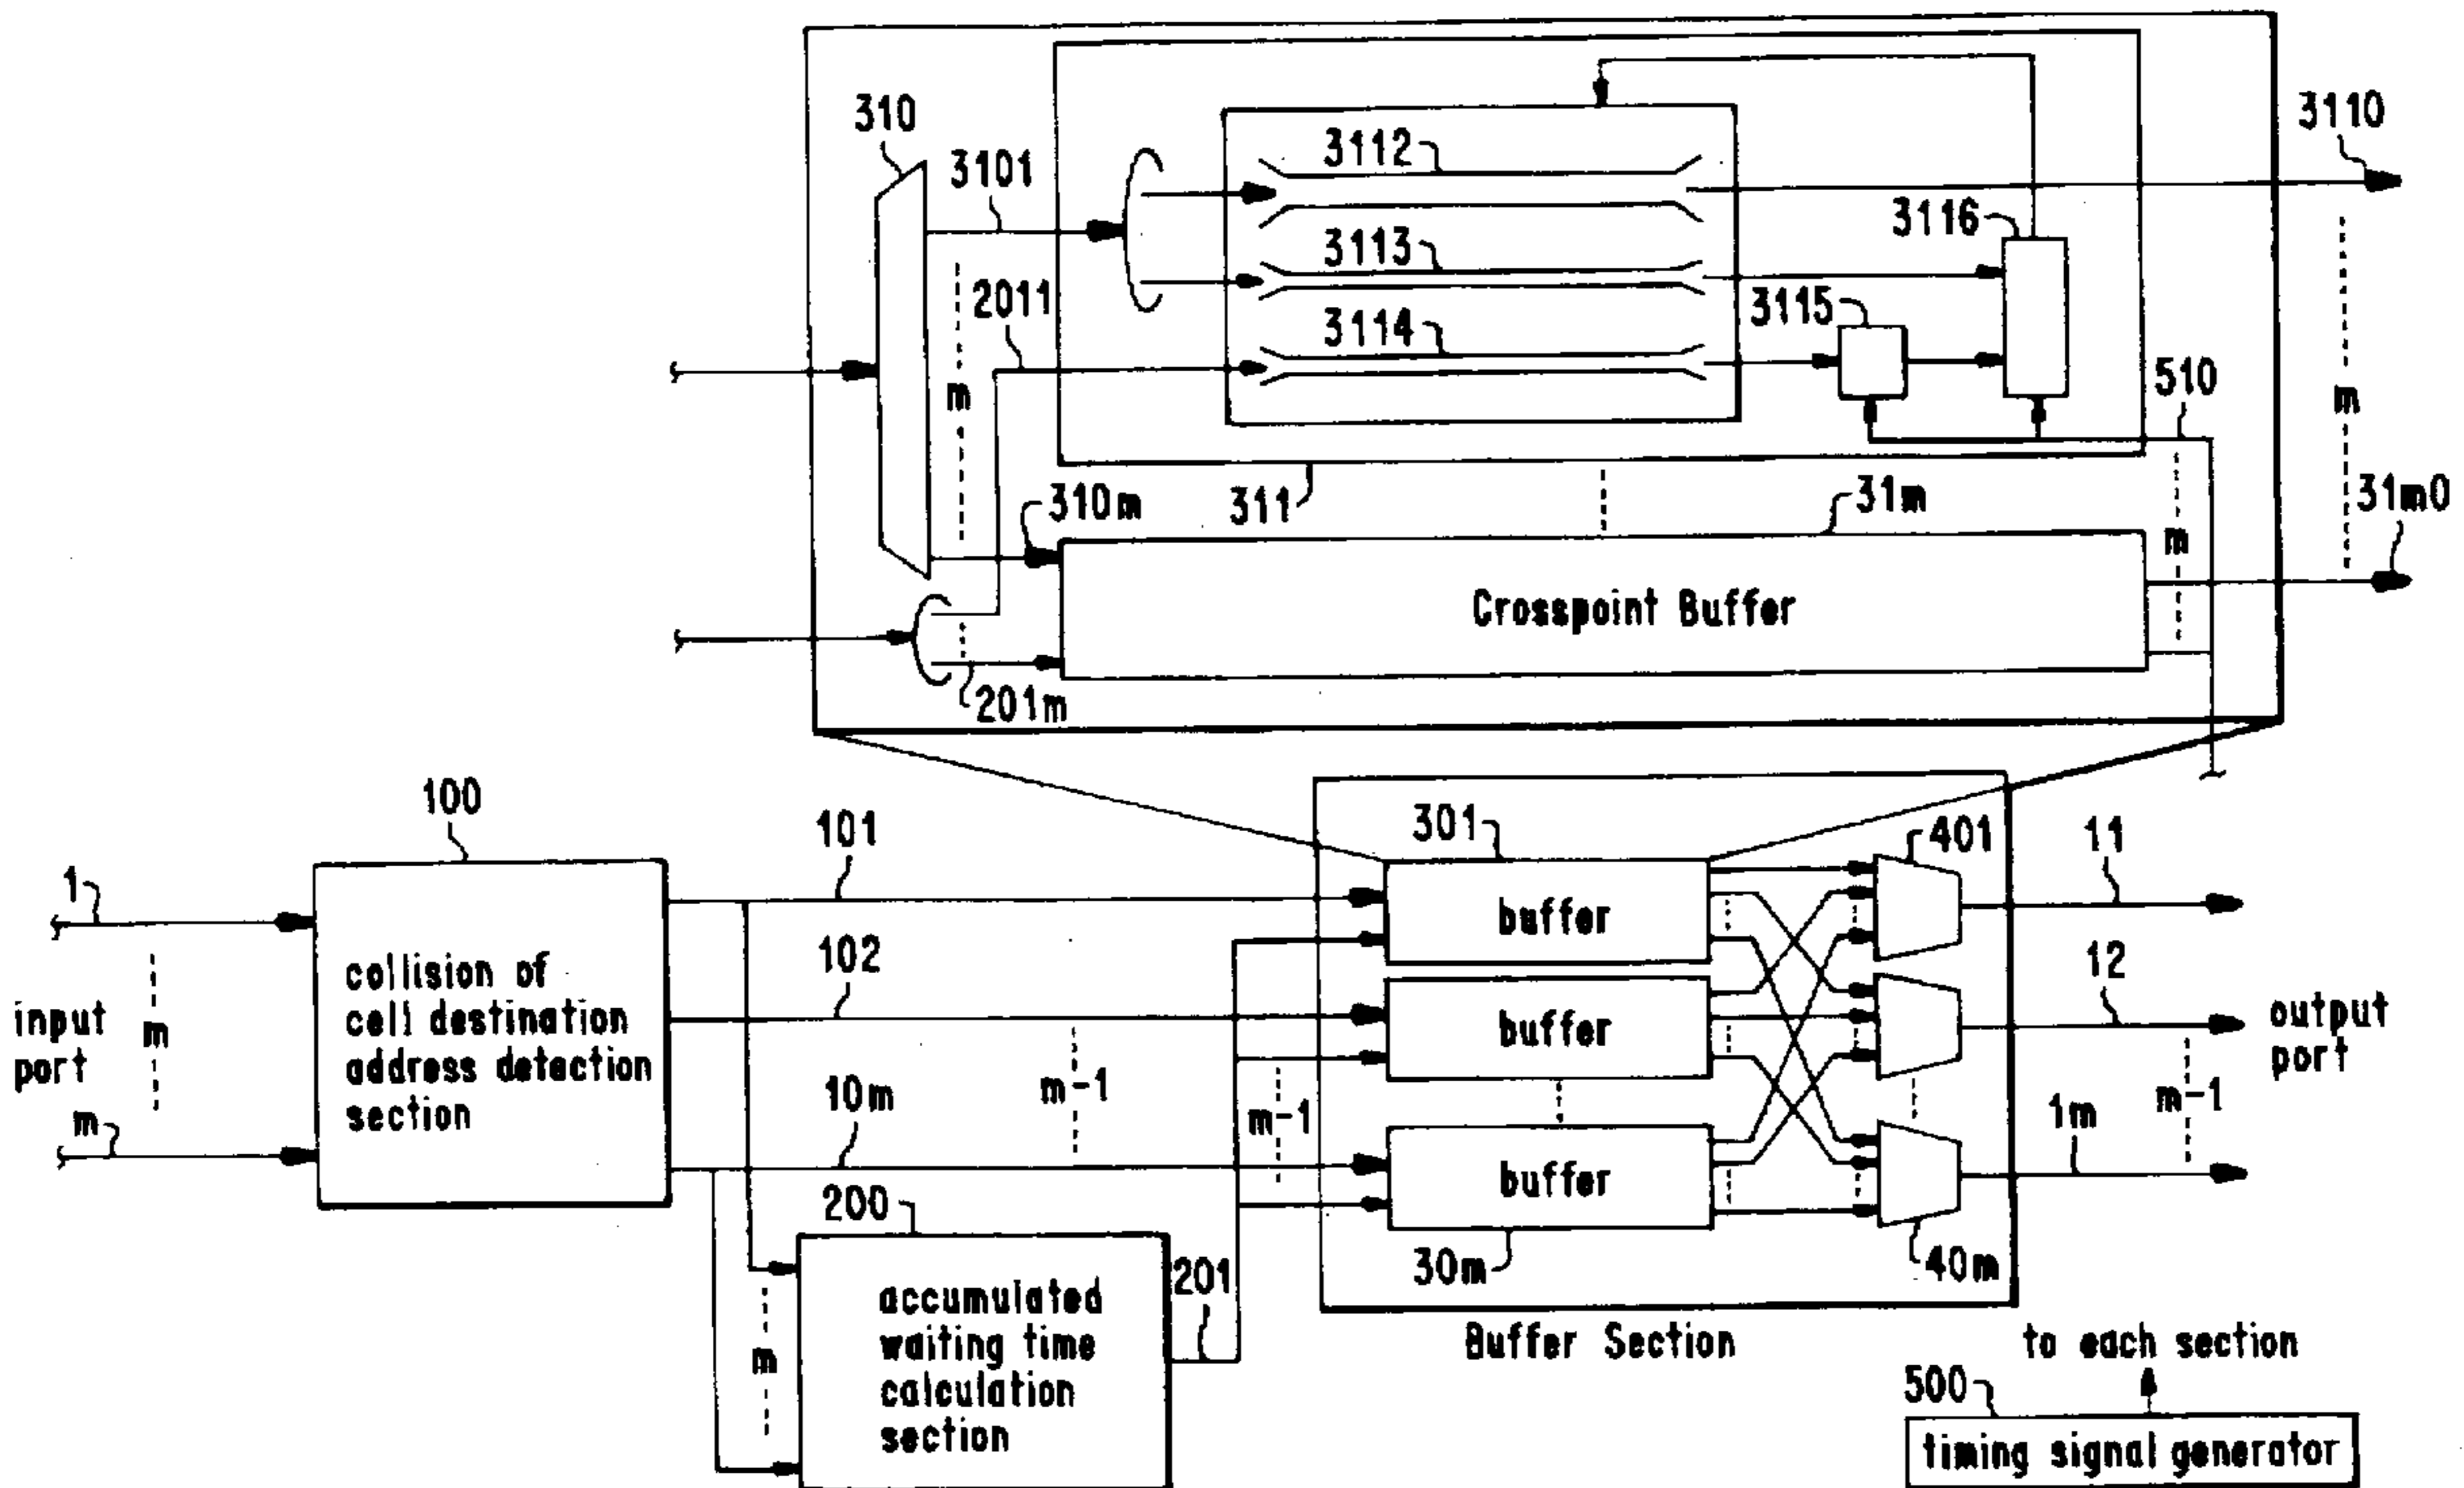 310
3101
2011
3112
3113
3114
3115
3116
3110
510
m
m
310m
311
31m
31m0
m
Crosspoint Buffer
201m
100
101
301
401
11
1
buffer
102
12
collision of
cell destination
address detection
section
input
port
m
m
buffer
output
port
10m
m-1
m-1
1m
m-1
200
buffer
30m
40m
201
accumulated
waiting time
calculation
section
m
Buffer Section
to each section
500
timing signal generator